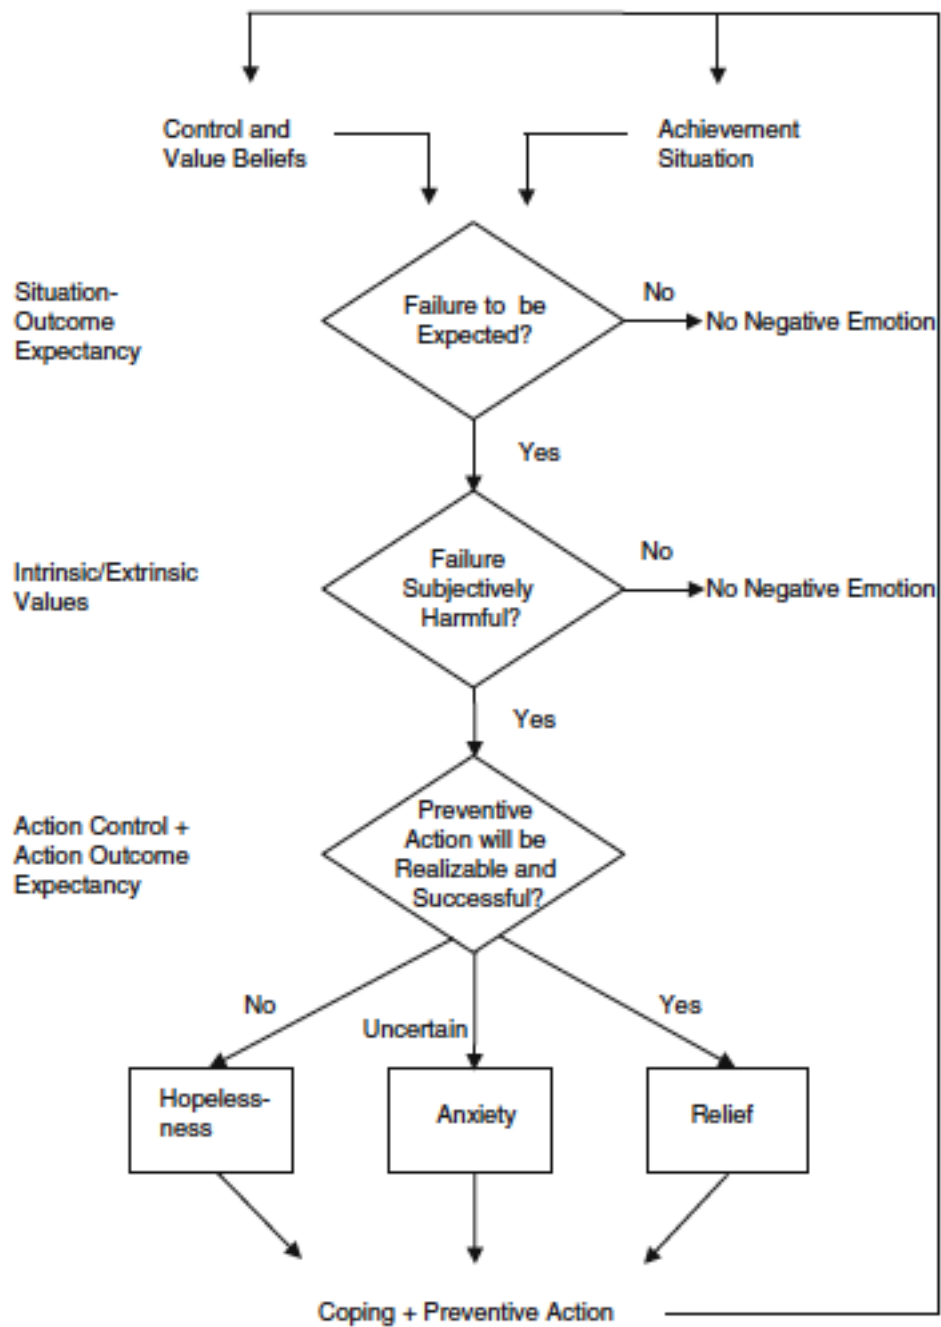 Control and
Value Beliefs
Achievement
Situation
Situation-
Outcome
Expectancy
Failure to be
Expected?
No
No Negative Emotion
Yes
Intrinsic/Extrinsic
Values
Failure
Subjectively
Harmful?
No
No Negative Emotion
Yes
Action Control +
Action Outcome
Expectancy
Preventive
Action will be
Realizable and
Successful?
No
Uncertain
Yes
Hopeless-
ness
Anxiety
Relief
Coping + Preventive Action